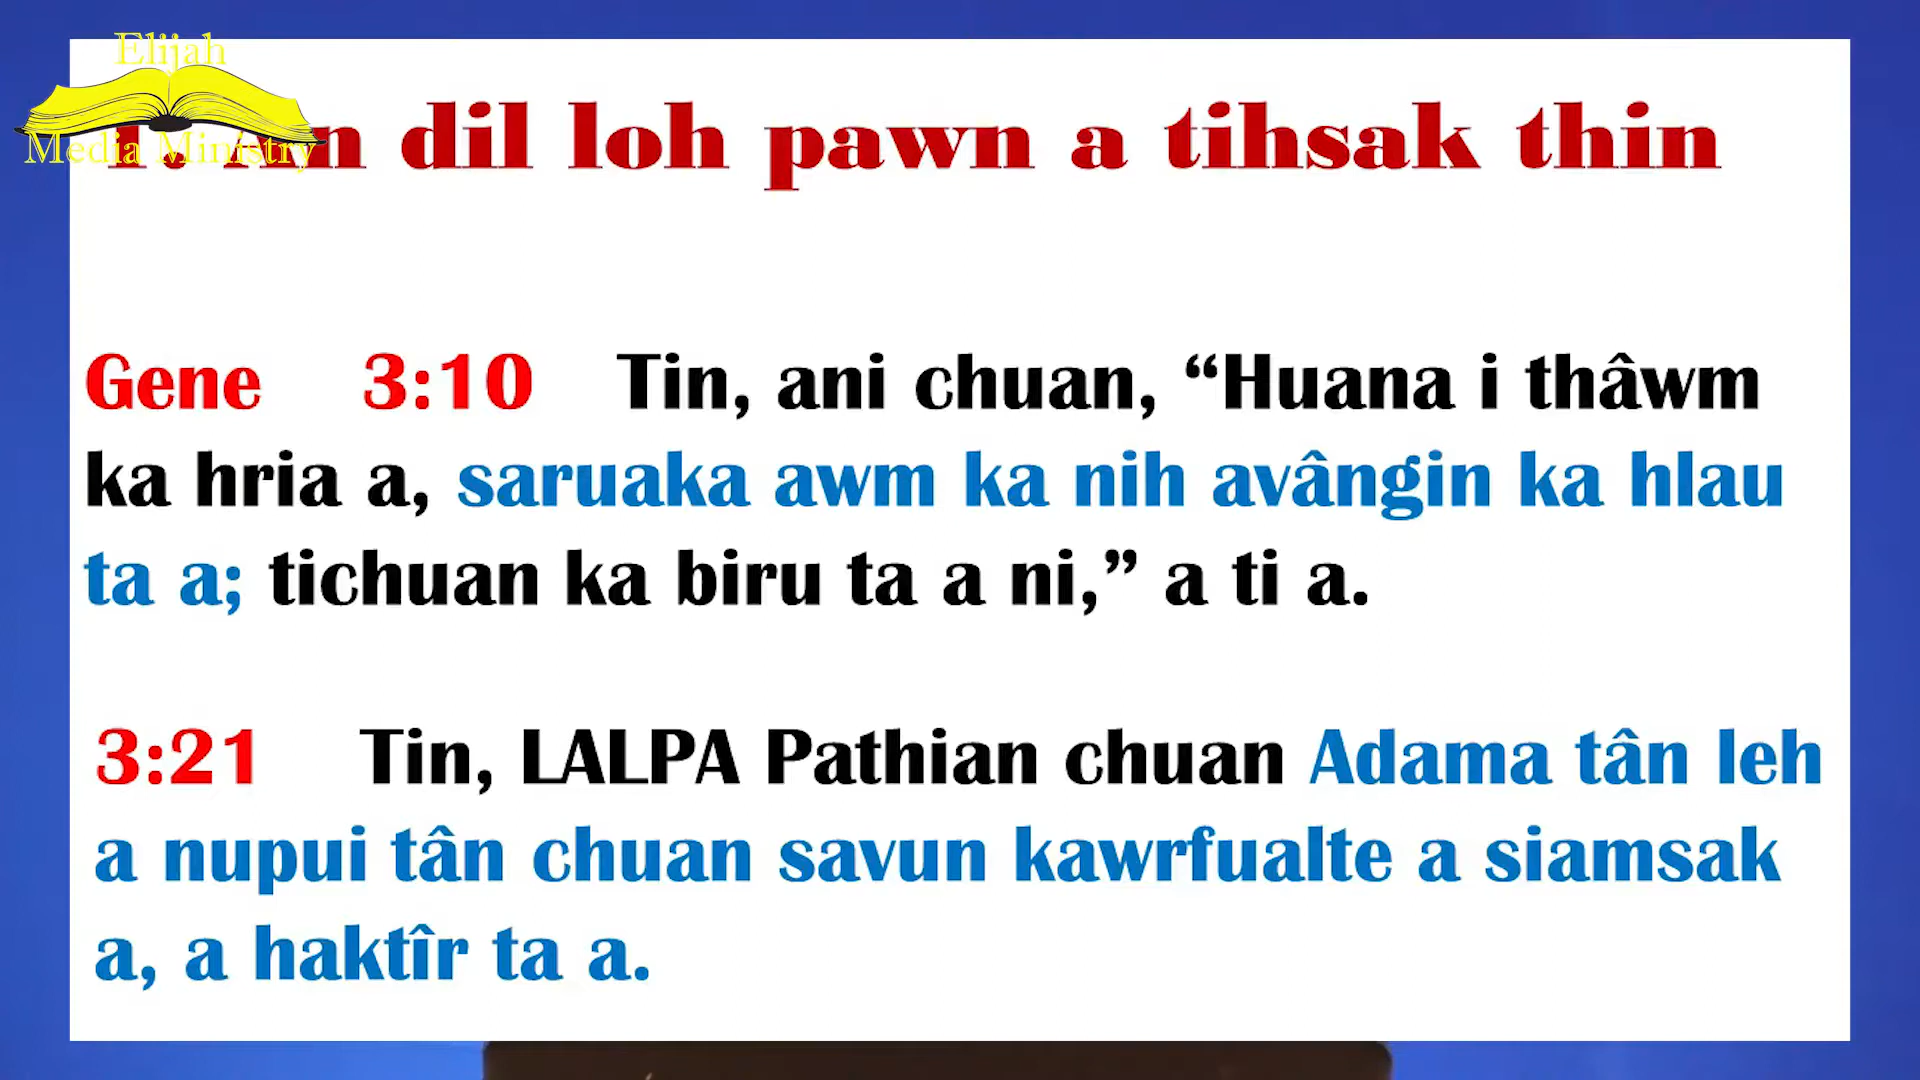 Elijah
Media Ministry
1. An dil loh pawn a tihsak thin
Gene 3:10 Tin, ani chuan, “Huana i thâwm
ka hria a, saruaka awm ka nih avângin ka hlau
ta a; tichuan ka biru ta a ni,” a ti a.
3:21 Tin, LALPA Pathian chuan Adama tân leh
a nupui tân chuan savun kawrfualte a siamsak
a, a haktîr ta a.